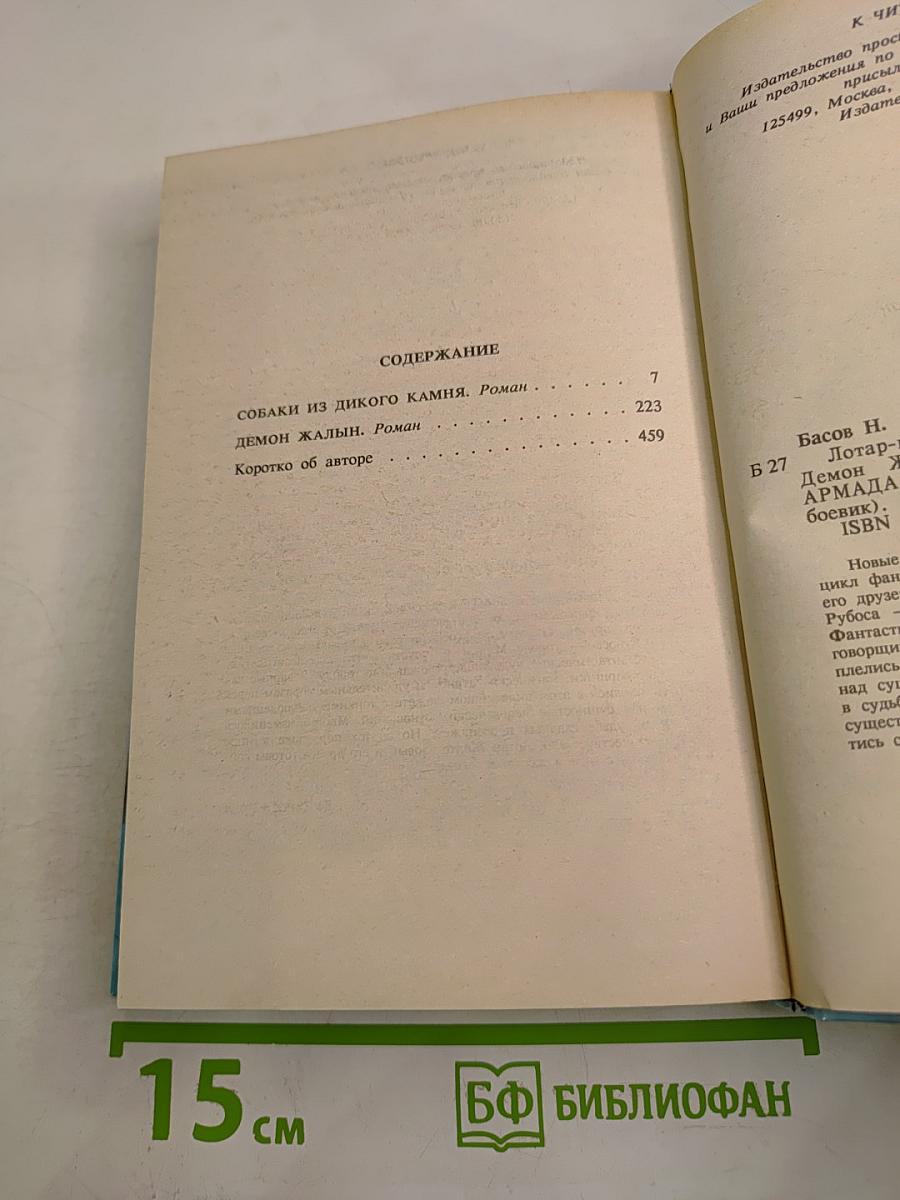 СОДЕРЖАНИЕ
СОБАКИ ИЗ ДИКОГО КАМНЯ. Роман . . . . . . 7
ДЕМОН ЖАЛЫН. Роман . . . . . . . . . . . . 223
Коротко об авторе . . . . . . . . . . . . . . 459
К ЧИ
Издательство прос
и Ваши предложения по
присыл
125499, Москва,
Издате
Басов Н.
Б 27 Лотар-
Демон Ж
АРМАДА
боевик).
ISBN
Новые
цикл фан
его друзе
Рубоса —
Фантаст
говорщи
плелись
над су
в судьб
сущест
тись с
15 см
БФ БИБЛИОФАН